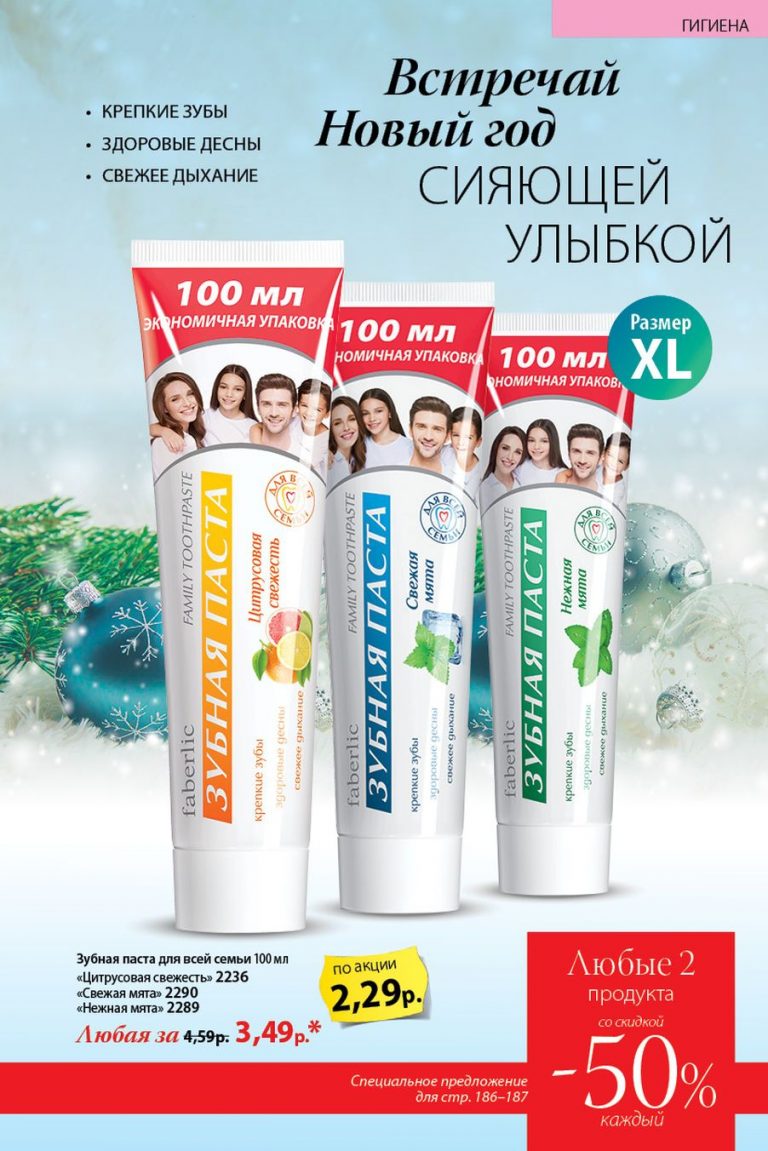 ГИГИЕНА
Встречай
Новый год
СИЯЮЩЕЙ
УЛЫБКОЙ
• КРЕПКИЕ ЗУБЫ
• ЗДОРОВЫЕ ДЕСНЫ
• СВЕЖЕЕ ДЫХАНИЕ
Размер
XL
100 мл
ЭКОНОМИЧНАЯ УПАКОВКА
ДЛЯ ВСЕЙ
СЕМЬИ
faberlic
FAMILY TOOTHPASTE
ЗУБНАЯ ПАСТА
Цитрусовая
свежесть
крепкие зубы
здоровые десны
свежее дыхание
100 мл
НОМИЧНАЯ УПАКОВКА
ДЛЯ ВСЕЙ
СЕМЬИ
faberlic
FAMILY TOOTHPASTE
ЗУБНАЯ ПАСТА
Свежая
мята
крепкие зубы
здоровые десны
свежее дыхание
100 мл
ОНОМИЧНАЯ УПАКОВК
ДЛЯ ВСЕЙ
СЕМЬИ
faberlic
FAMILY TOOTHPASTE
ЗУБНАЯ ПАСТА
Нежная
мята
крепкие зубы
здоровые десны
свежее дыхание
Зубная паста для всей семьи 100 мл
«Цитрусовая свежесть» 2236
«Свежая мята» 2290
«Нежная мята» 2289
Любая за 4,59р. 3,49р.*
по акции
2,29р.
Любые 2
продукта
со скидкой
-50%
каждый
Специальное предложение
для стр. 186–187